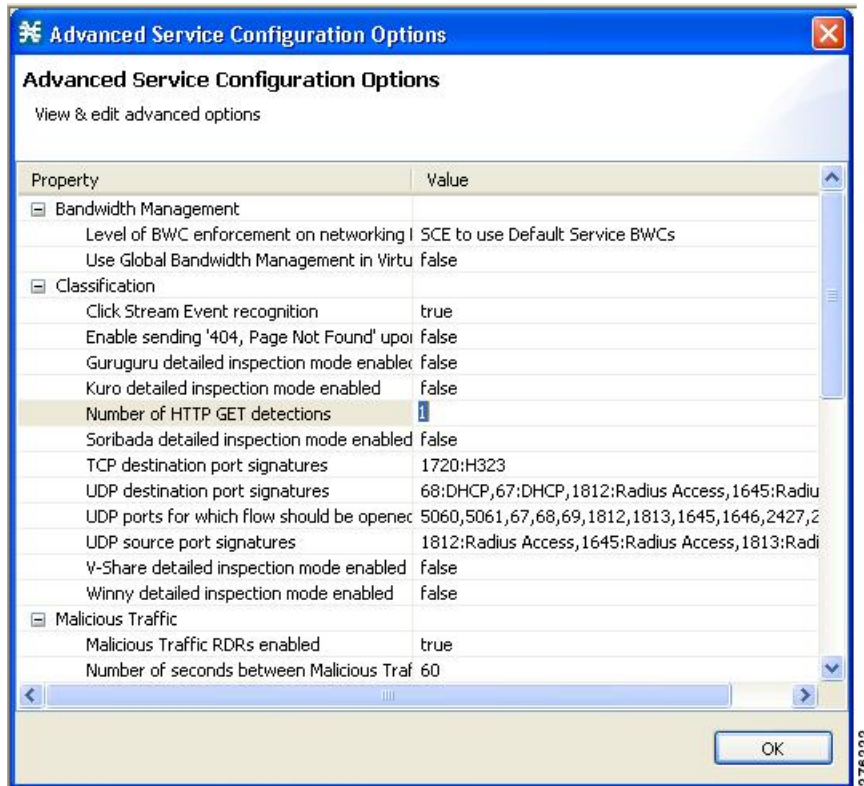 Advanced Service Configuration Options
Advanced Service Configuration Options
View & edit advanced options
Property Value
Bandwidth Management
Level of BWC enforcement on networking SCE to use Default Service BWCs
Use Global Bandwidth Management in Virtu false
Classification
Click Stream Event recognition true
Enable sending '404, Page Not Found' upo false
Guruguru detailed inspection mode enabled false
Kuro detailed inspection mode enabled false
Number of HTTP GET detections 1
Soribada detailed inspection mode enabled false
TCP destination port signatures 1720:H323
UDP destination port signatures 68:DHCP,67:DHCP,1812:Radius Access,1645:Radiu
UDP ports for which flow should be opened 5060,5061,67,68,69,1812,1813,1645,1646,2427,2
UDP source port signatures 1812:Radius Access,1645:Radius Access,1813:Radi
V-Share detailed inspection mode enabled false
Winny detailed inspection mode enabled false
Malicious Traffic
Malicious Traffic RDRs enabled true
Number of seconds between Malicious Traf 60
OK